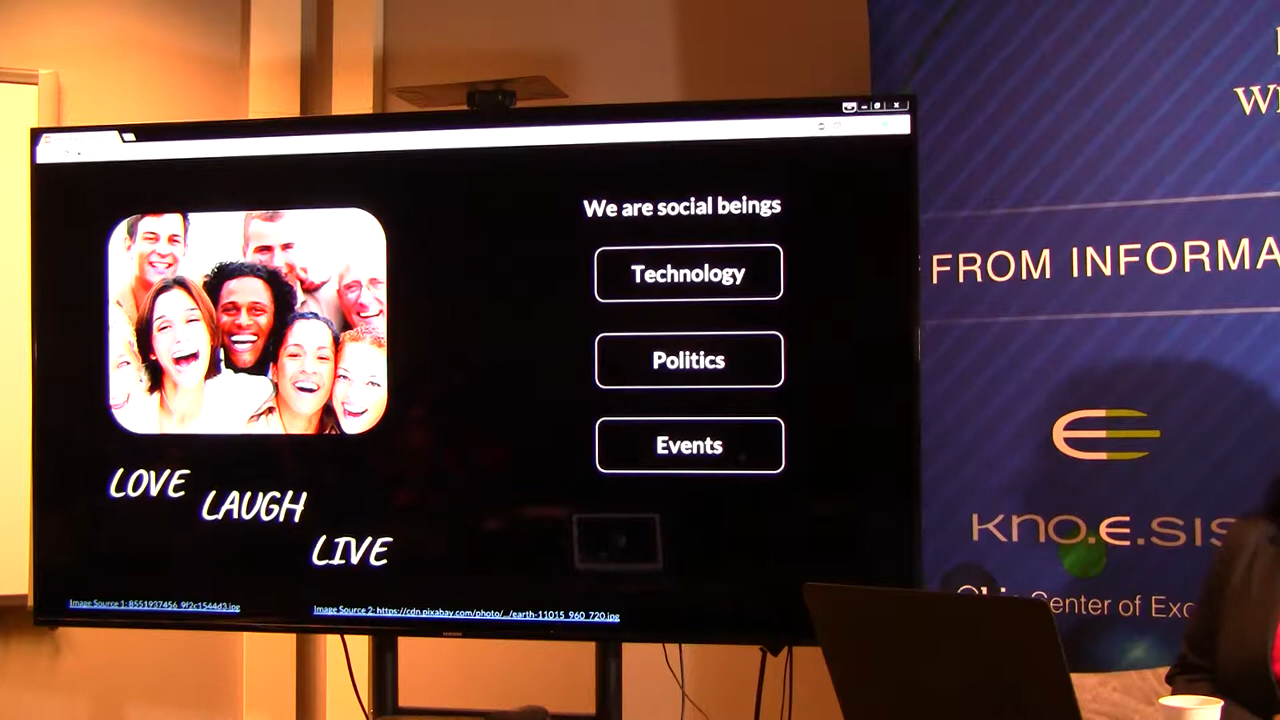 We are social beings
Technology
Politics
Events
LOVE
LAUGH
LIVE
Image Source 1: 8551937456_9f2c1544d3.jpg
Image Source 2: https://cdn.pixabay.com/photo/.../earth-11015_960_720.jpg
FROM INFORMA
KNO.E.SIS
Center of Exc